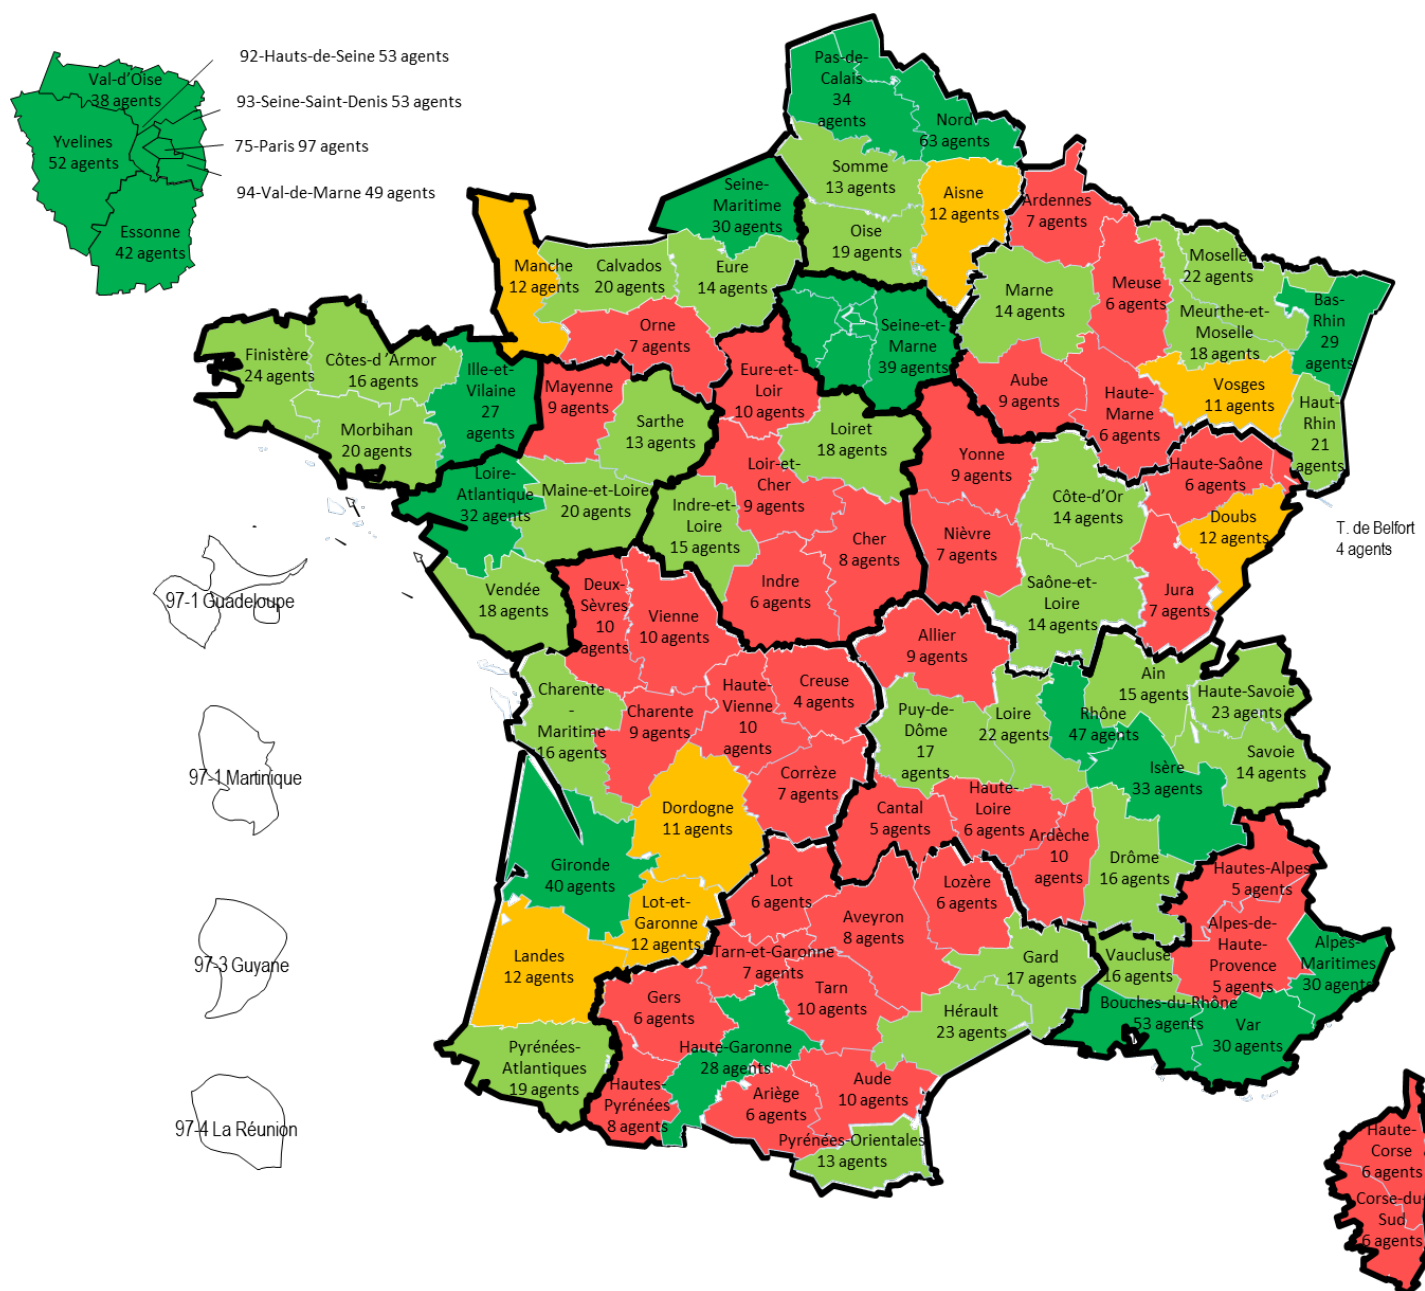 92-Hauts-de-Seine 53 agents
Val-d'Oise
38 agents
93-Seine-Saint-Denis 53 agents
Yvelines
52 agents
75-Paris 97 agents
94-Val-de-Marne 49 agents
Essonne
42 agents
Pas-de-
Calais
34
agents
Nord
63 agents
Somme
13 agents
Aisne
12 agents
Oise
19 agents
Ardennes
7 agents
Seine-
Maritime
30 agents
Manche
12 agents
Calvados
20 agents
Eure
14 agents
Orne
7 agents
Seine-et-
Marne
39 agents
Marne
14 agents
Meuse
6 agents
Moselle
22 agents
Meurthe-et-
Moselle
18 agents
Bas-
Rhin
29
agents
Vosges
11 agents
Haut-
Rhin
21
agents
Aube
9 agents
Haute-
Marne
6 agents
Finistère
24 agents
Côtes-d'Armor
16 agents
Ille-et-
Vilaine
27
agents
Morbihan
20 agents
Mayenne
9 agents
Sarthe
13 agents
Loire-
Atlantique
32 agents
Maine-et-Loire
20 agents
Vendée
18 agents
Eure-et-
Loir
10 agents
Loiret
18 agents
Loir-et-
Cher
9 agents
Indre-et-
Loire
15 agents
Cher
8 agents
Indre
6 agents
Yonne
9 agents
Côte-d'Or
14 agents
Nièvre
7 agents
Saône-et-
Loire
14 agents
Haute-Saône
6 agents
Doubs
12 agents
Jura
7 agents
T. de Belfort
4 agents
97-1 Guadeloupe
97-1 Martinique
97-3 Guyane
97-4 La Réunion
Deux-
Sèvres
10
agents
Vienne
10 agents
Charente
-
Maritime
16 agents
Charente
9 agents
Haute-
Vienne
10
agents
Creuse
4 agents
Corrèze
7 agents
Dordogne
11 agents
Gironde
40 agents
Lot-et-
Garonne
12 agents
Landes
12 agents
Pyrénées-
Atlantiques
19 agents
Allier
9 agents
Puy-de-
Dôme
17
agents
Loire
22 agents
Rhône
47 agents
Ain
15 agents
Haute-Savoie
23 agents
Savoie
14 agents
Isère
33 agents
Cantal
5 agents
Haute-
Loire
6 agents
Ardèche
10
agents
Drôme
16 agents
Lot
6 agents
Aveyron
8 agents
Lozère
6 agents
Tarn-et-Garonne
7 agents
Tarn
10 agents
Gers
6 agents
Gard
17 agents
Hérault
23 agents
Haute-Garonne
28 agents
Hautes-
Pyrénées
8 agents
Ariège
6 agents
Aude
10 agents
Pyrénées-Orientales
13 agents
Hautes-Alpes
5 agents
Alpes-de-
Haute-
Provence
5 agents
Alpes-
Maritimes
30 agents
Vaucluse
16 agents
Bouches-du-Rhône
53 agents
Var
30 agents
Haute-
Corse
6 agents
Corse-du-
Sud
6 agents